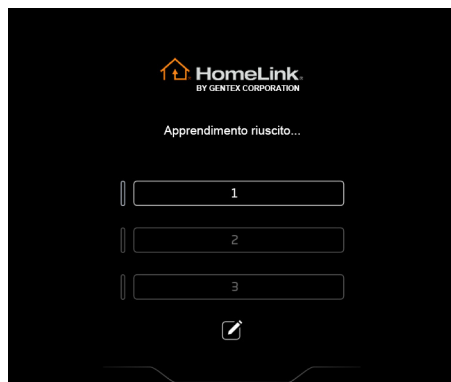 HomeLink®
BY GENTEX CORPORATION
Apprendimento riuscito...
1
2
3